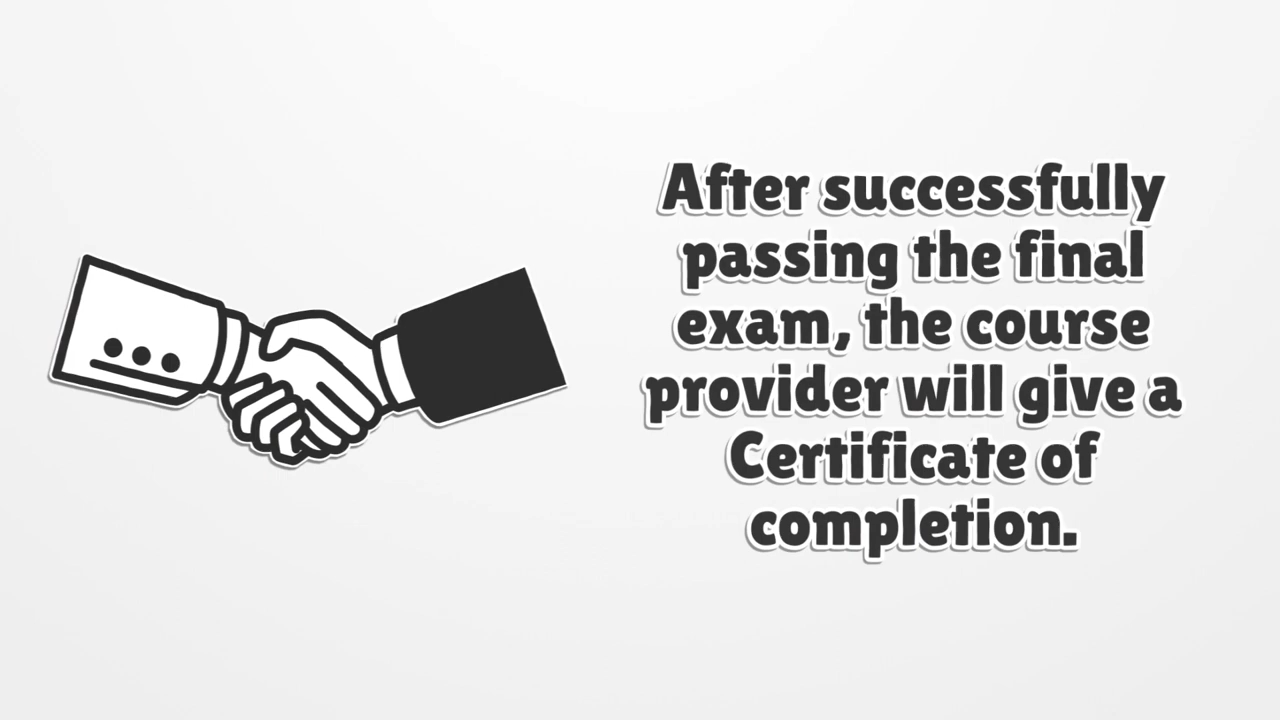 After successfully
passing the final
exam, the course
provider will give a
Certificate of
completion.